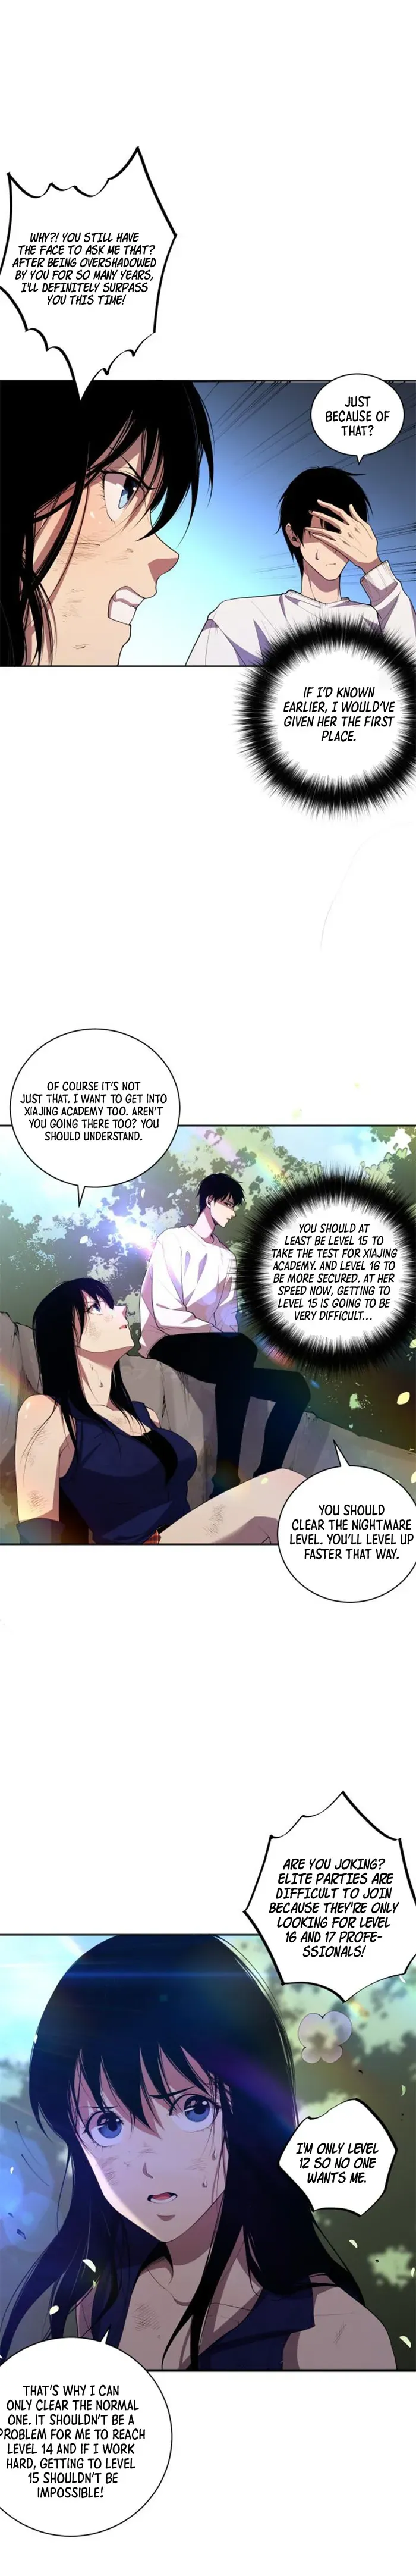 WHY?! YOU STILL HAVE
THE FACE TO ASK ME THAT?
AFTER BEING OVERSHADOWED
BY YOU FOR SO MANY YEARS,
I'LL DEFINITELY SURPASS
YOU THIS TIME!
JUST
BECAUSE OF
THAT?
IF I'D KNOWN
EARLIER, I WOULD'VE
GIVEN HER THE FIRST
PLACE.
OF COURSE IT'S NOT
JUST THAT. I WANT TO GET INTO
XIAJING ACADEMY TOO. AREN'T
YOU GOING THERE TOO? YOU
SHOULD UNDERSTAND.
YOU SHOULD AT
LEAST BE LEVEL 15 TO
TAKE THE TEST FOR XIAJING
ACADEMY. AND LEVEL 16 TO
BE MORE SECURED. AT HER
SPEED NOW, GETTING TO
LEVEL 15 IS GOING TO BE
VERY DIFFICULT...
YOU SHOULD
CLEAR THE NIGHTMARE
LEVEL. YOU'LL LEVEL UP
FASTER THAT WAY.
ARE YOU JOKING?
ELITE PARTIES ARE
DIFFICULT TO JOIN
BECAUSE THEY'RE ONLY
LOOKING FOR LEVEL
16 AND 17 PROFE-
SSIONALS!
I'M ONLY LEVEL
12 SO NO ONE
WANTS ME.
THAT'S WHY I CAN
ONLY CLEAR THE NORMAL
ONE. IT SHOULDN'T BE A
PROBLEM FOR ME TO REACH
LEVEL 14 AND IF I WORK
HARD, GETTING TO LEVEL
15 SHOULDN'T BE
IMPOSSIBLE!